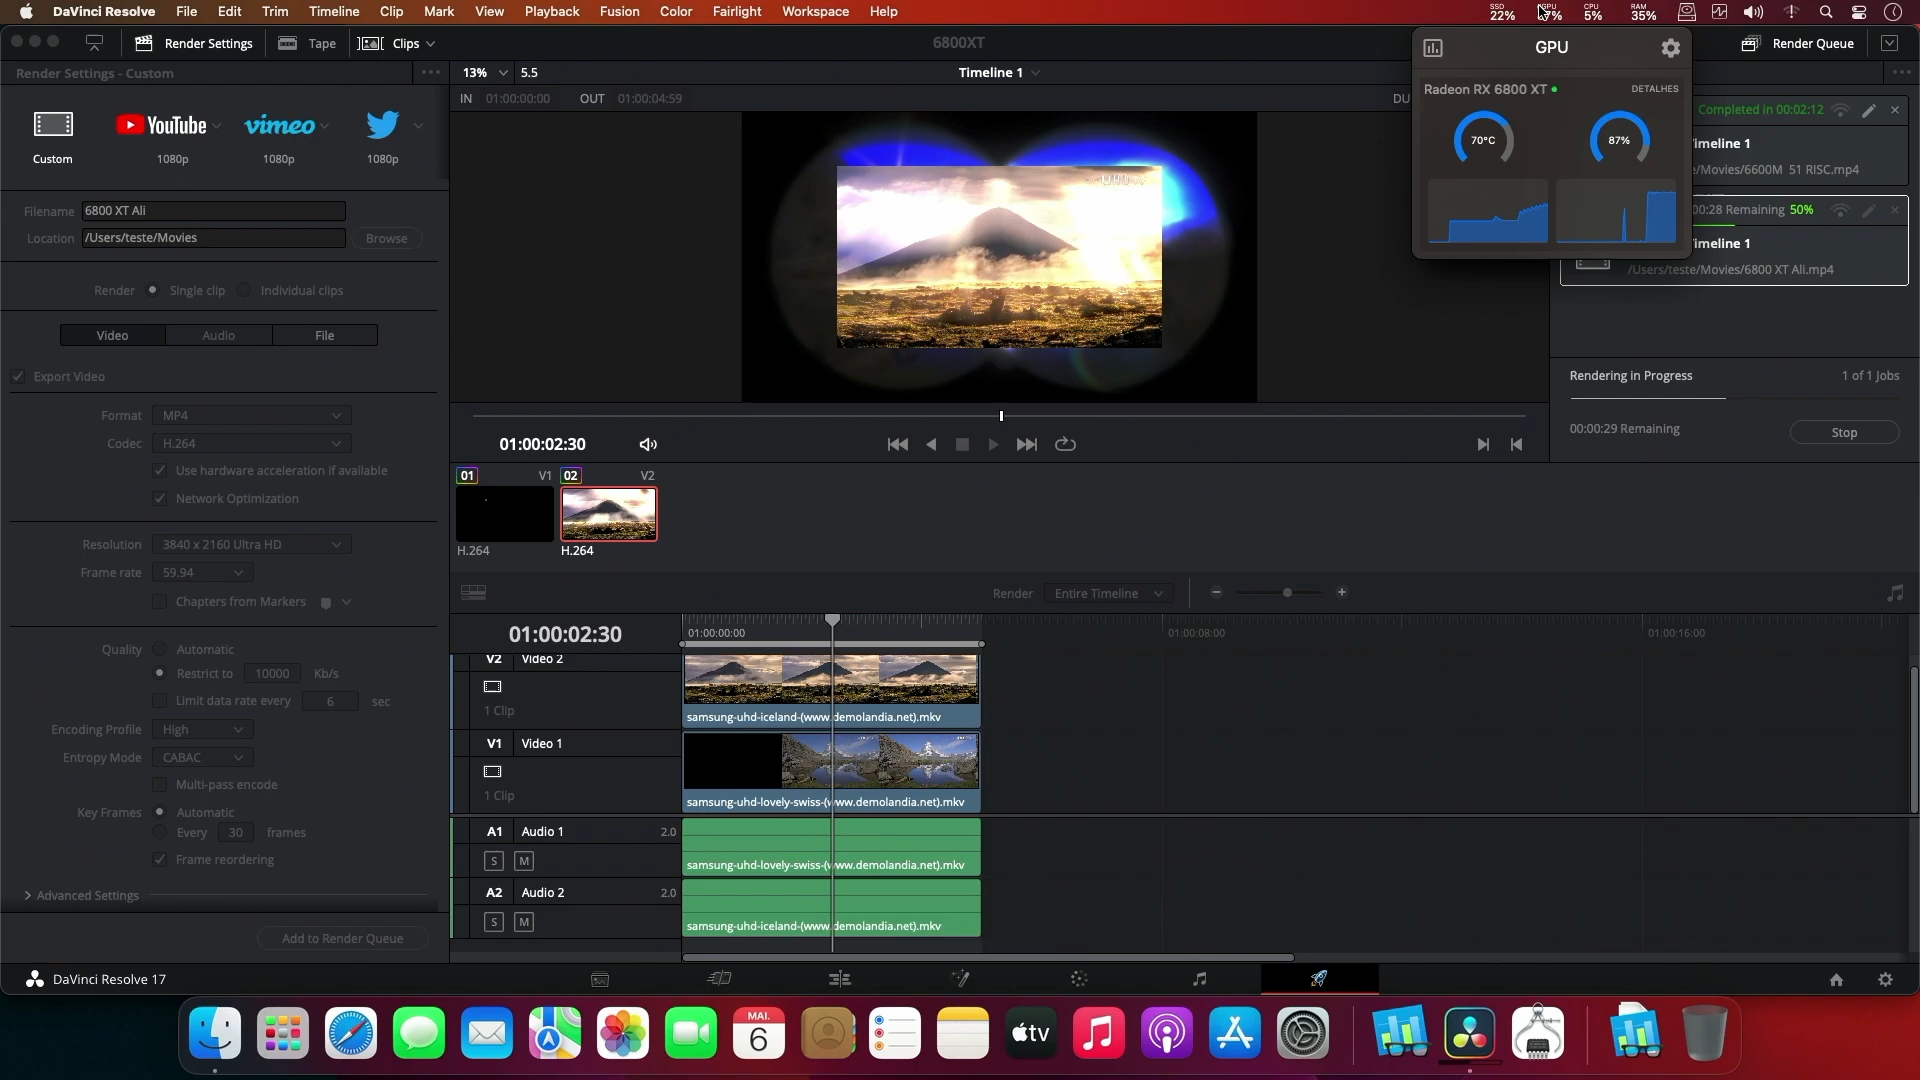 DaVinci Resolve File Edit Trim Timeline Clip Mark View Playback Fusion Color Fairlight Workspace Help
SSD 22% GPU CPU 5% RAM 35%
Render Settings Tape Clips
6800XT
Render Queue
GPU
Radeon RX 6800 XT DETALHES
70°C 87%
Render Settings - Custom
13% 5.5 Timeline 1
IN 01:00:00:00 OUT 01:00:04:59 DU
YouTube vimeo
Custom 1080p 1080p 1080p
Filename 6800 XT Ali
Location /Users/teste/Movies Browse
Render Single clip Individual clips
Video Audio File
Export Video
Format MP4
Codec H.264
Use hardware acceleration if available
Network Optimization
Resolution 3840 x 2160 Ultra HD
Frame rate 59.94
Chapters from Markers
Quality Automatic
Restrict to 10000 Kb/s
Limit data rate every 6 sec
Encoding Profile High
Entropy Mode CABAC
Multi-pass encode
Key Frames Automatic
Every 30 frames
Frame reordering
Advanced Settings
Add to Render Queue
UHD
Completed in 00:02:12
imeline 1
e/Movies/6600M 51 RISC.mp4
00:28 Remaining 50%
imeline 1
/Users/teste/Movies/6800 XT Ali.mp4
Rendering in Progress 1 of 1 Jobs
00:00:29 Remaining Stop
01:00:02:30
01 V1 02 V2
H.264 H.264
Render Entire Timeline
01:00:02:30 01:00:00:00 01:00:08:00 01:00:16:00
V2 Video 2
1 Clip
samsung-uhd-iceland-(www.demolandia.net).mkv
V1 Video 1
1 Clip
samsung-uhd-lovely-swiss-(www.demolandia.net).mkv
A1 Audio 1 2.0
S M
samsung-uhd-lovely-swiss-(www.demolandia.net).mkv
A2 Audio 2 2.0
S M
samsung-uhd-iceland-(www.demolandia.net).mkv
DaVinci Resolve 17
MAI.
6
tv